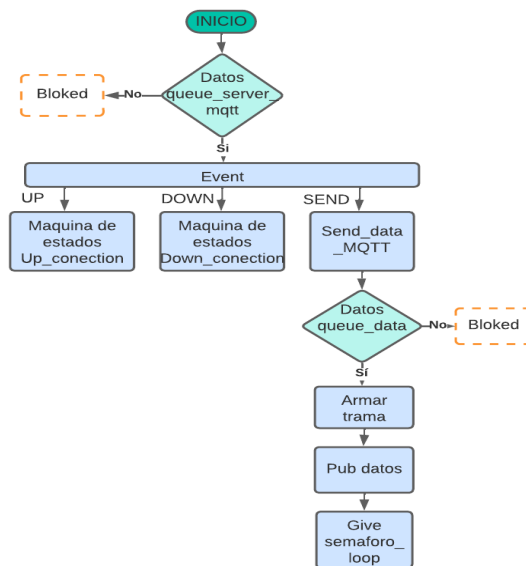 INICIO
Datos
queue_server_
mqtt
No
Bloked
Si
Event
UP
DOWN
SEND
Maquina de
estados
Up_conection
Maquina de
estados
Down_conection
Send_data
_MQTT
Datos
queue_data
No
Bloked
Sí
Armar
trama
Pub datos
Give
semaforo_
loop